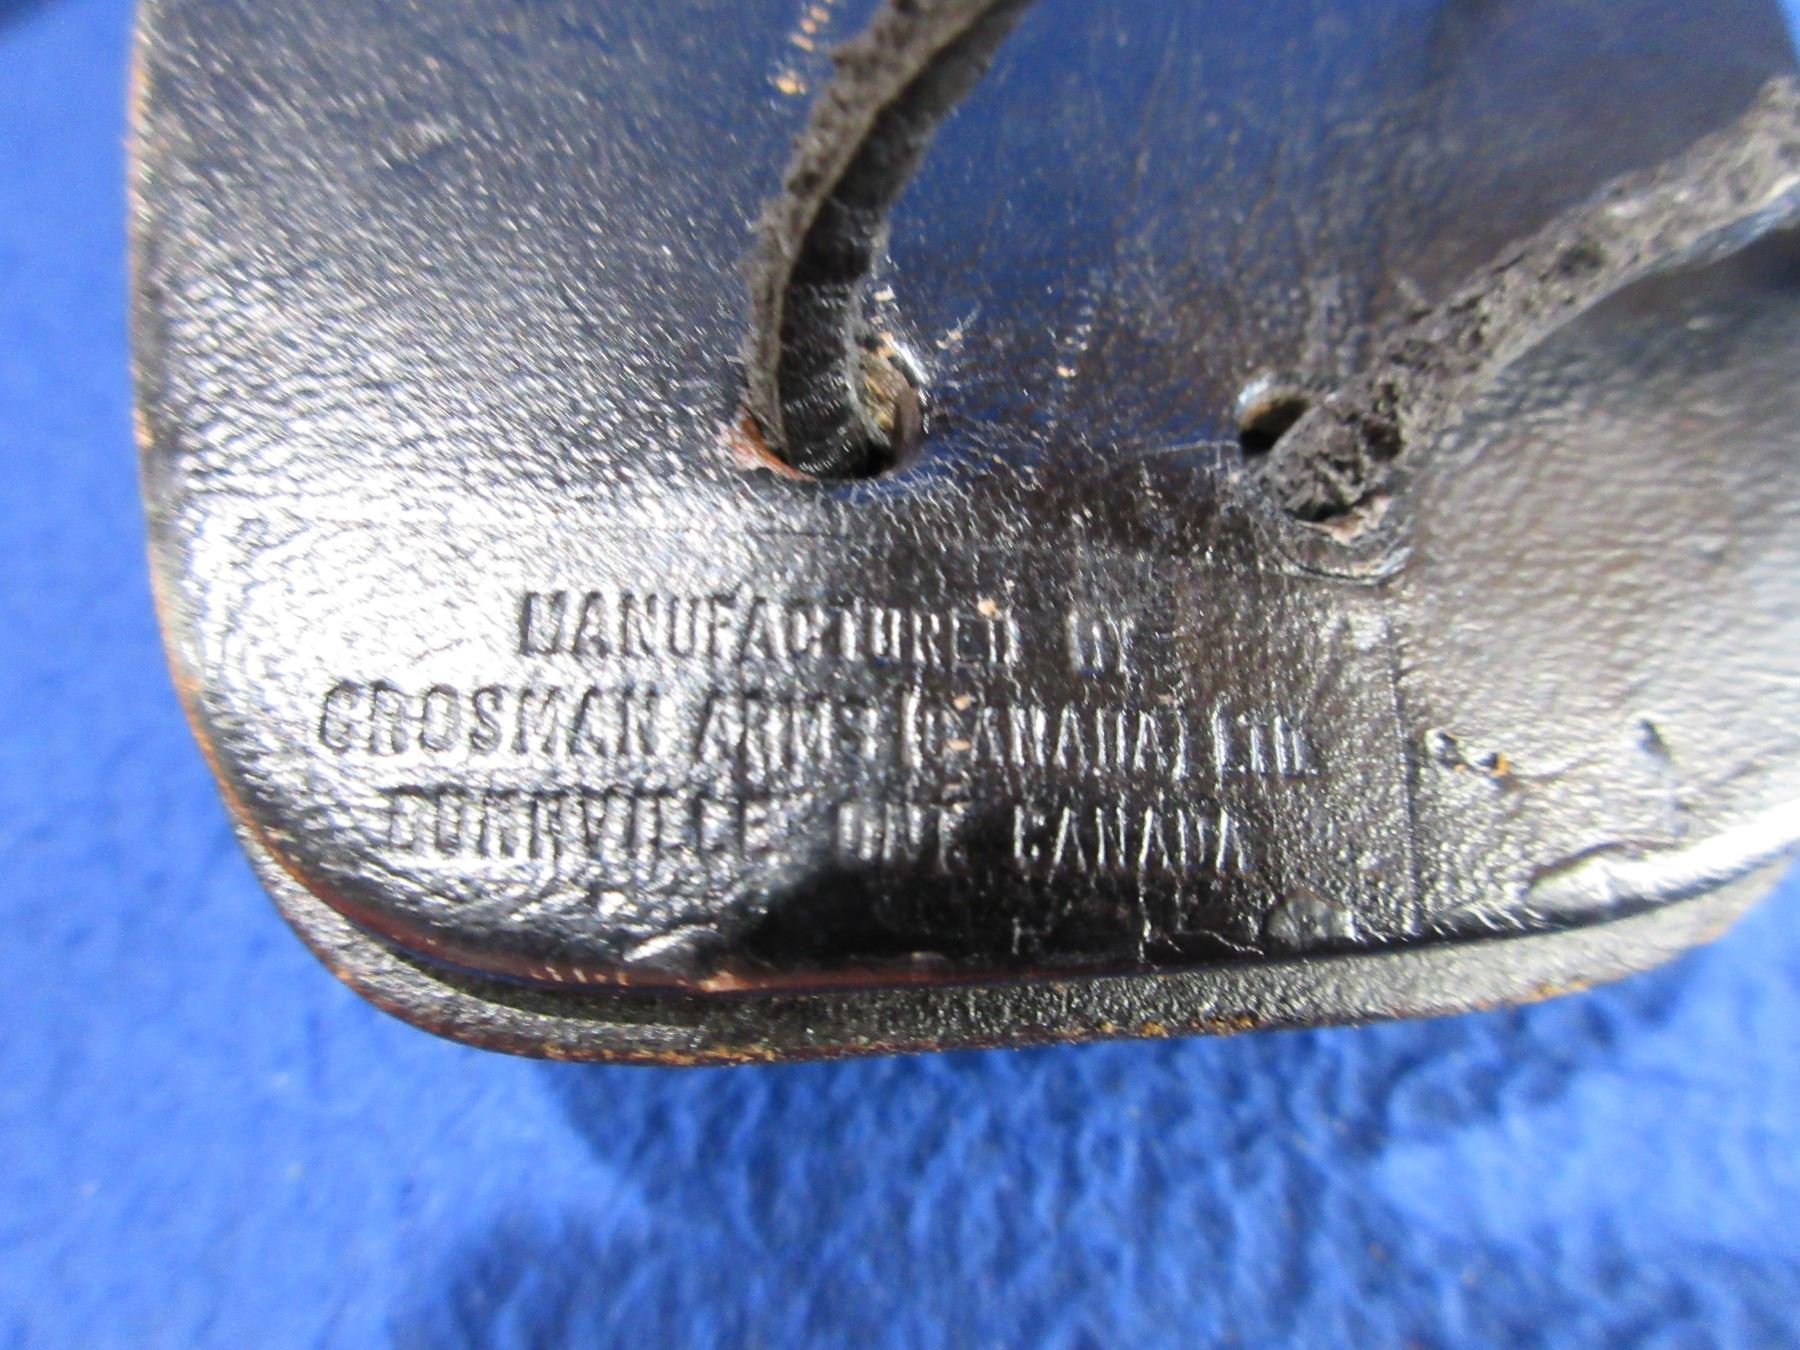 MANUFACTURED BY
CROSMAN ARMS (CANADA) LTD.
DUNNVILLE ONT. CANADA